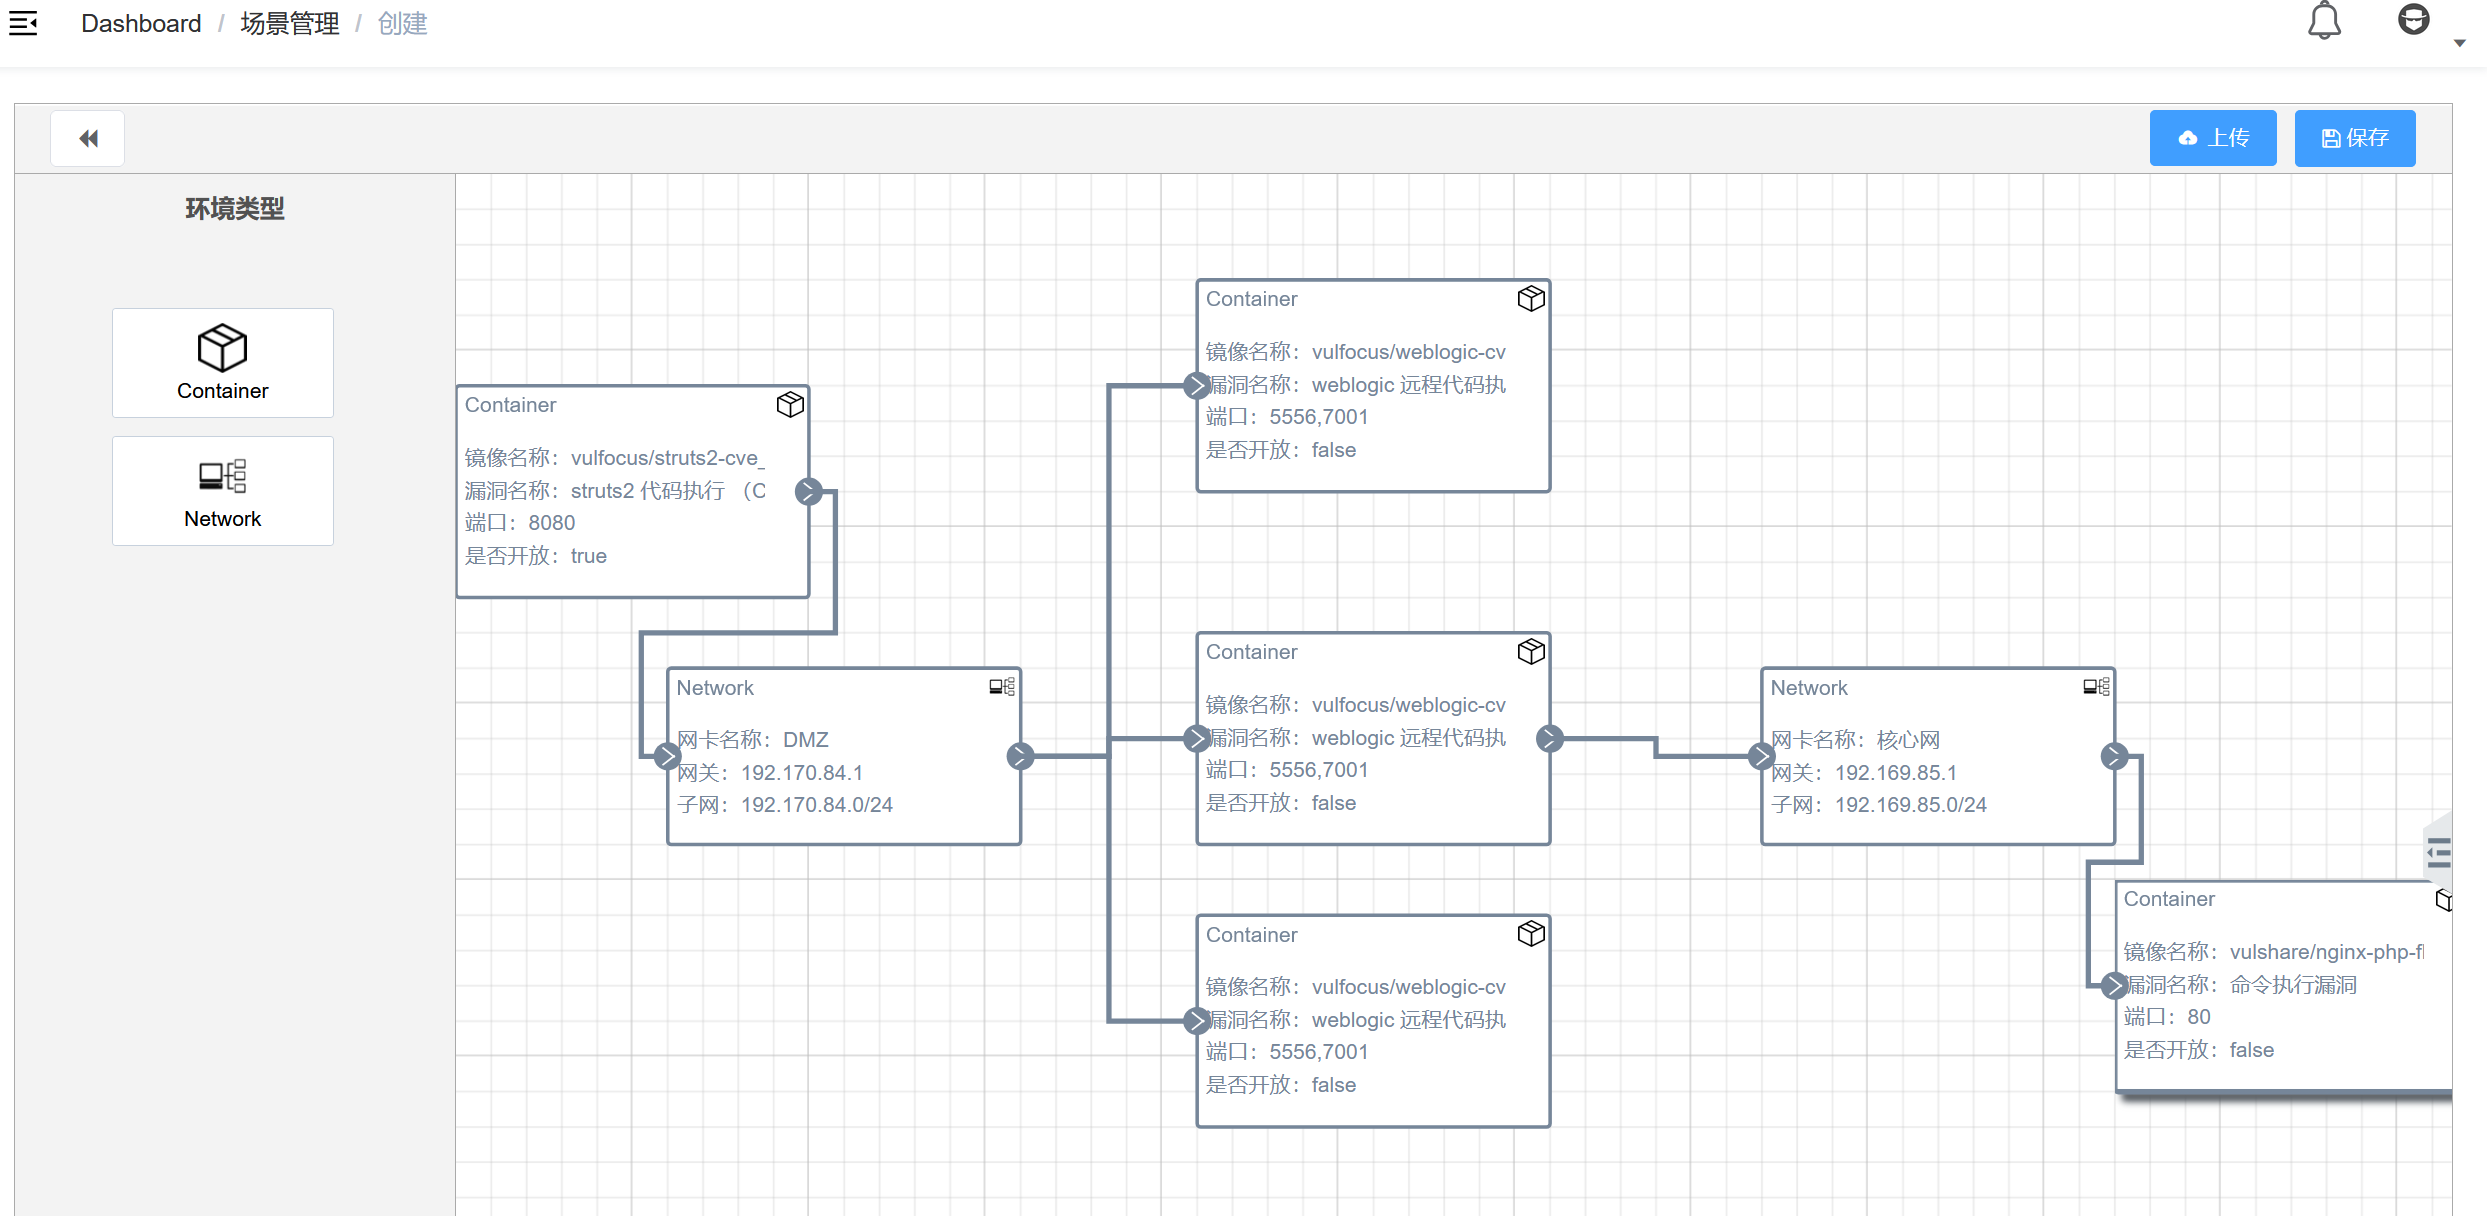 Dashboard / 场景管理 / 创建
上传
保存
环境类型
Container
Network
Container
镜像名称：vulfocus/struts2-cve_
漏洞名称：struts2 代码执行 （C
端口：8080
是否开放：true
Network
网卡名称：DMZ
网关：192.170.84.1
子网：192.170.84.0/24
Container
镜像名称：vulfocus/weblogic-cv
漏洞名称：weblogic 远程代码执
端口：5556,7001
是否开放：false
Container
镜像名称：vulfocus/weblogic-cv
漏洞名称：weblogic 远程代码执
端口：5556,7001
是否开放：false
Container
镜像名称：vulfocus/weblogic-cv
漏洞名称：weblogic 远程代码执
端口：5556,7001
是否开放：false
Network
网卡名称：核心网
网关：192.169.85.1
子网：192.169.85.0/24
Container
镜像名称：vulshare/nginx-php-fl
漏洞名称：命令执行漏洞
端口：80
是否开放：false